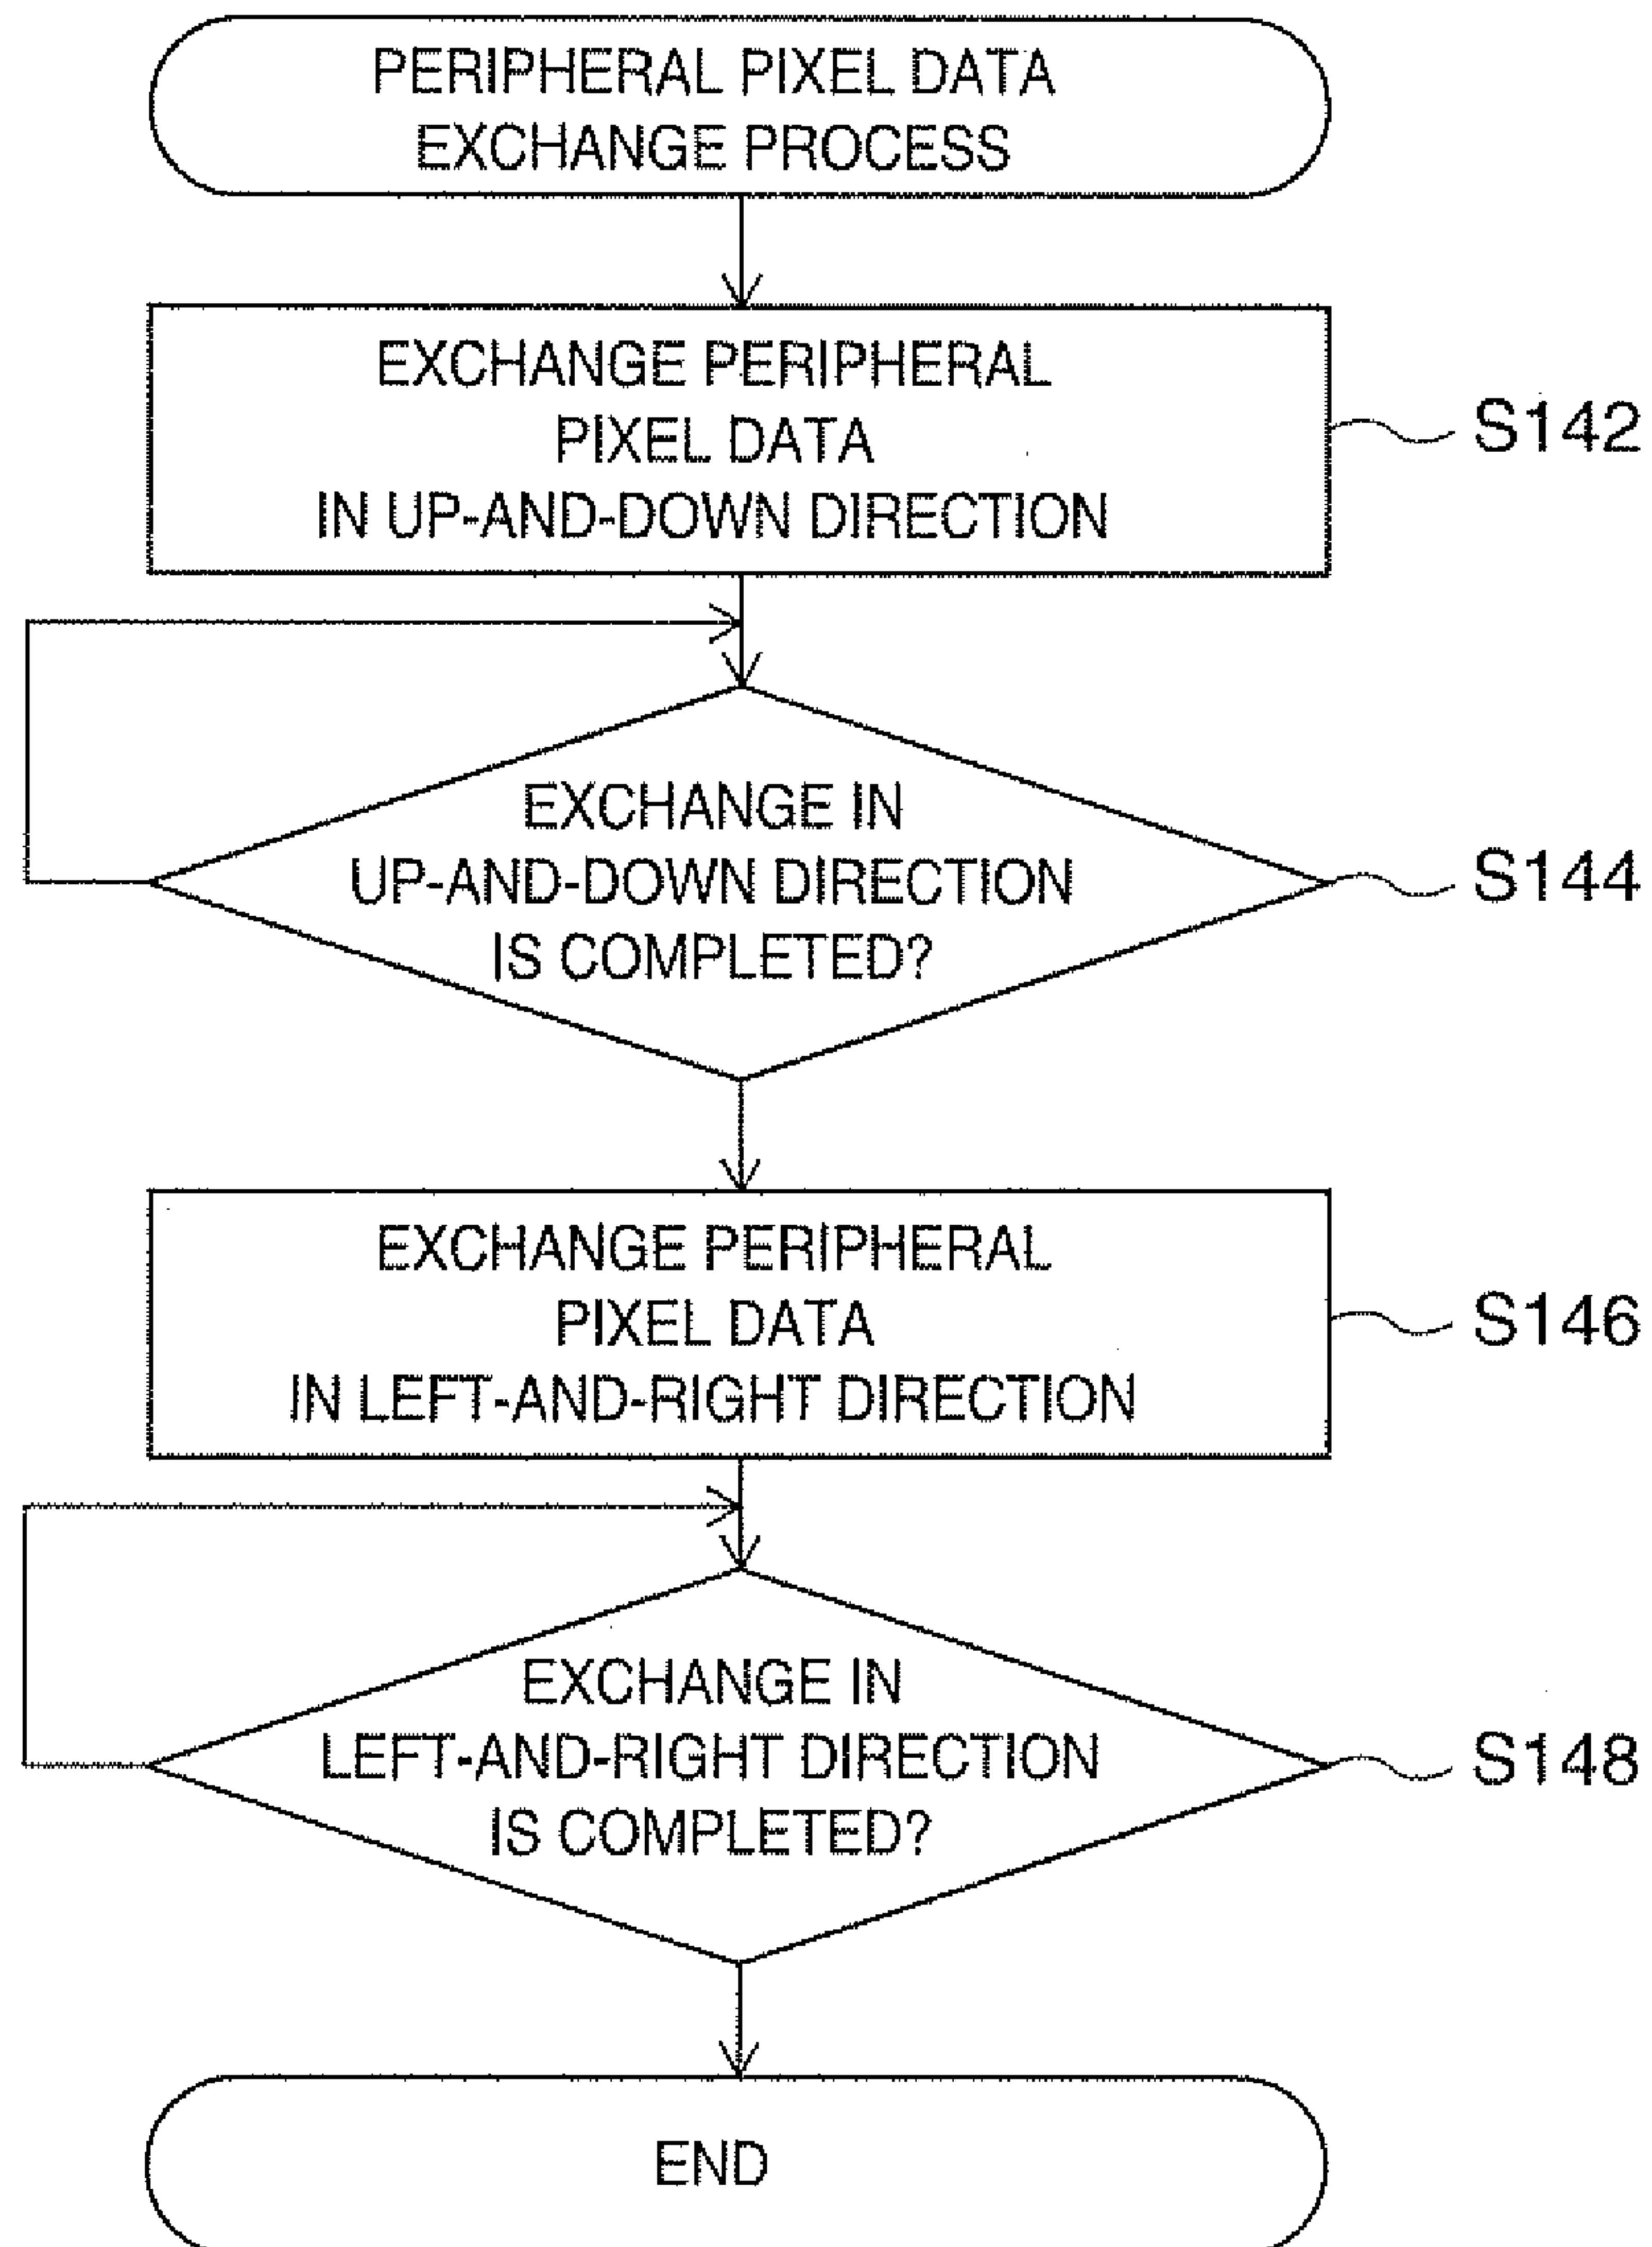 PERIPHERAL PIXEL DATA
EXCHANGE PROCESS
EXCHANGE PERIPHERAL
PIXEL DATA
IN UP-AND-DOWN DIRECTION
S142
EXCHANGE IN
UP-AND-DOWN DIRECTION
IS COMPLETED?
S144
EXCHANGE PERIPHERAL
PIXEL DATA
IN LEFT-AND-RIGHT DIRECTION
S146
EXCHANGE IN
LEFT-AND-RIGHT DIRECTION
IS COMPLETED?
S148
END